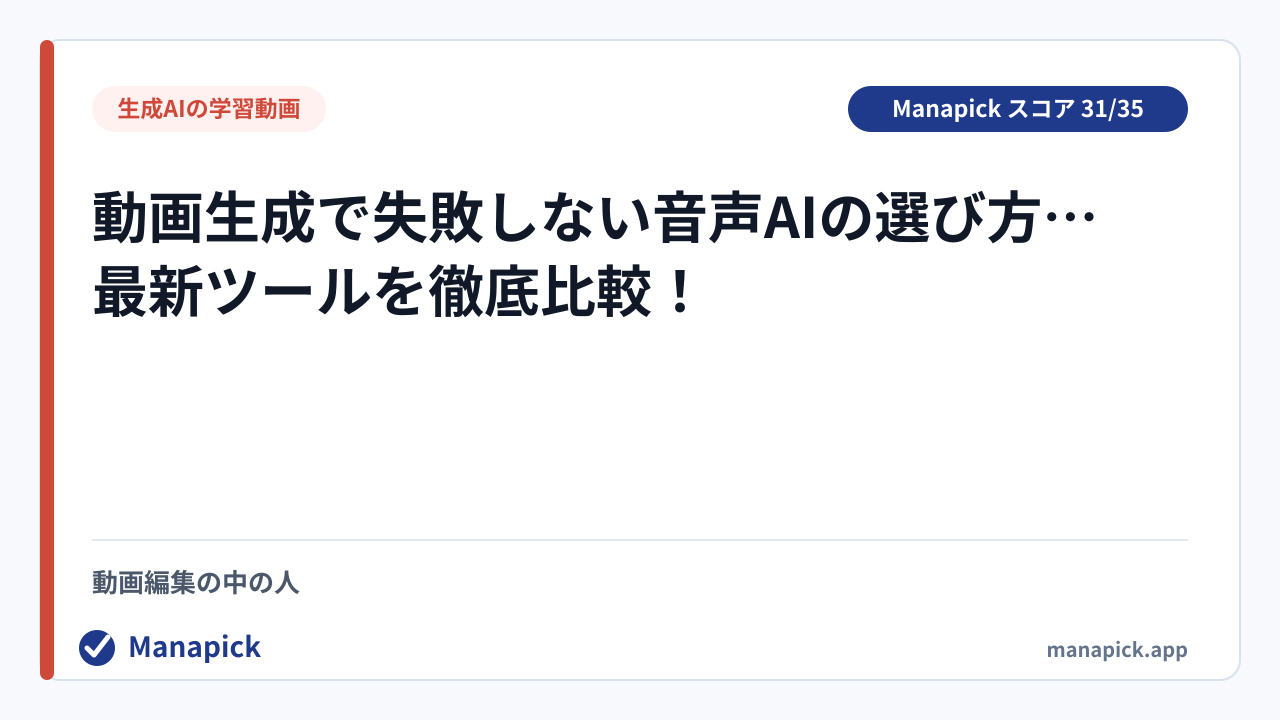 生成AIの学習動画
Manapick スコア 31/35
動画生成で失敗しない音声AIの選び方…
最新ツールを徹底比較！
動画編集の中の人
Manapick
manapick.app